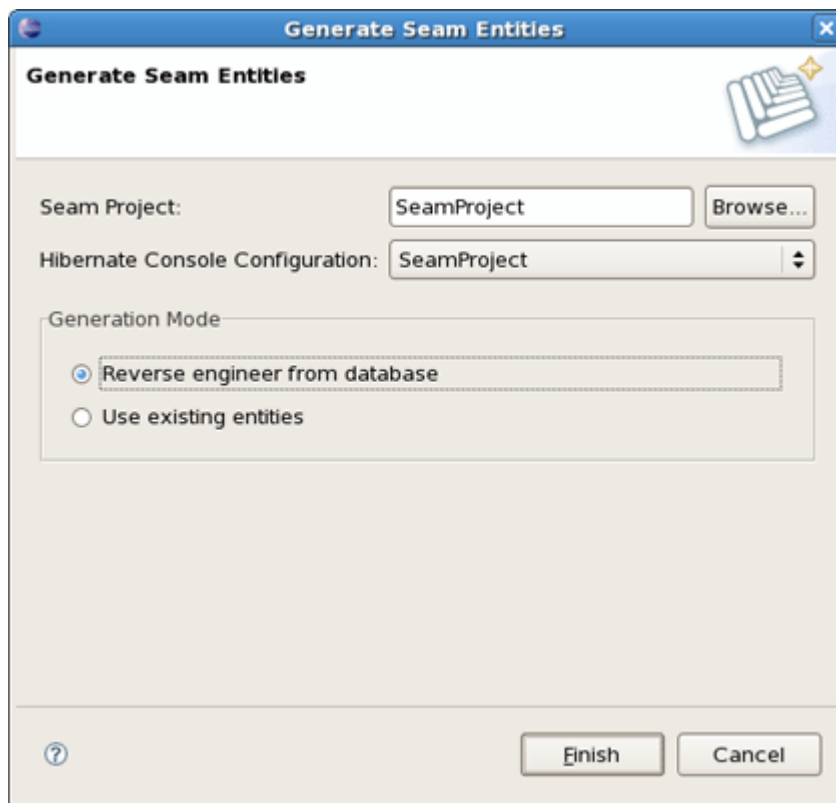 Generate Seam Entities
Generate Seam Entities
Seam Project: SeamProject Browse...
Hibernate Console Configuration: SeamProject
Generation Mode
Reverse engineer from database
Use existing entities
? Finish Cancel